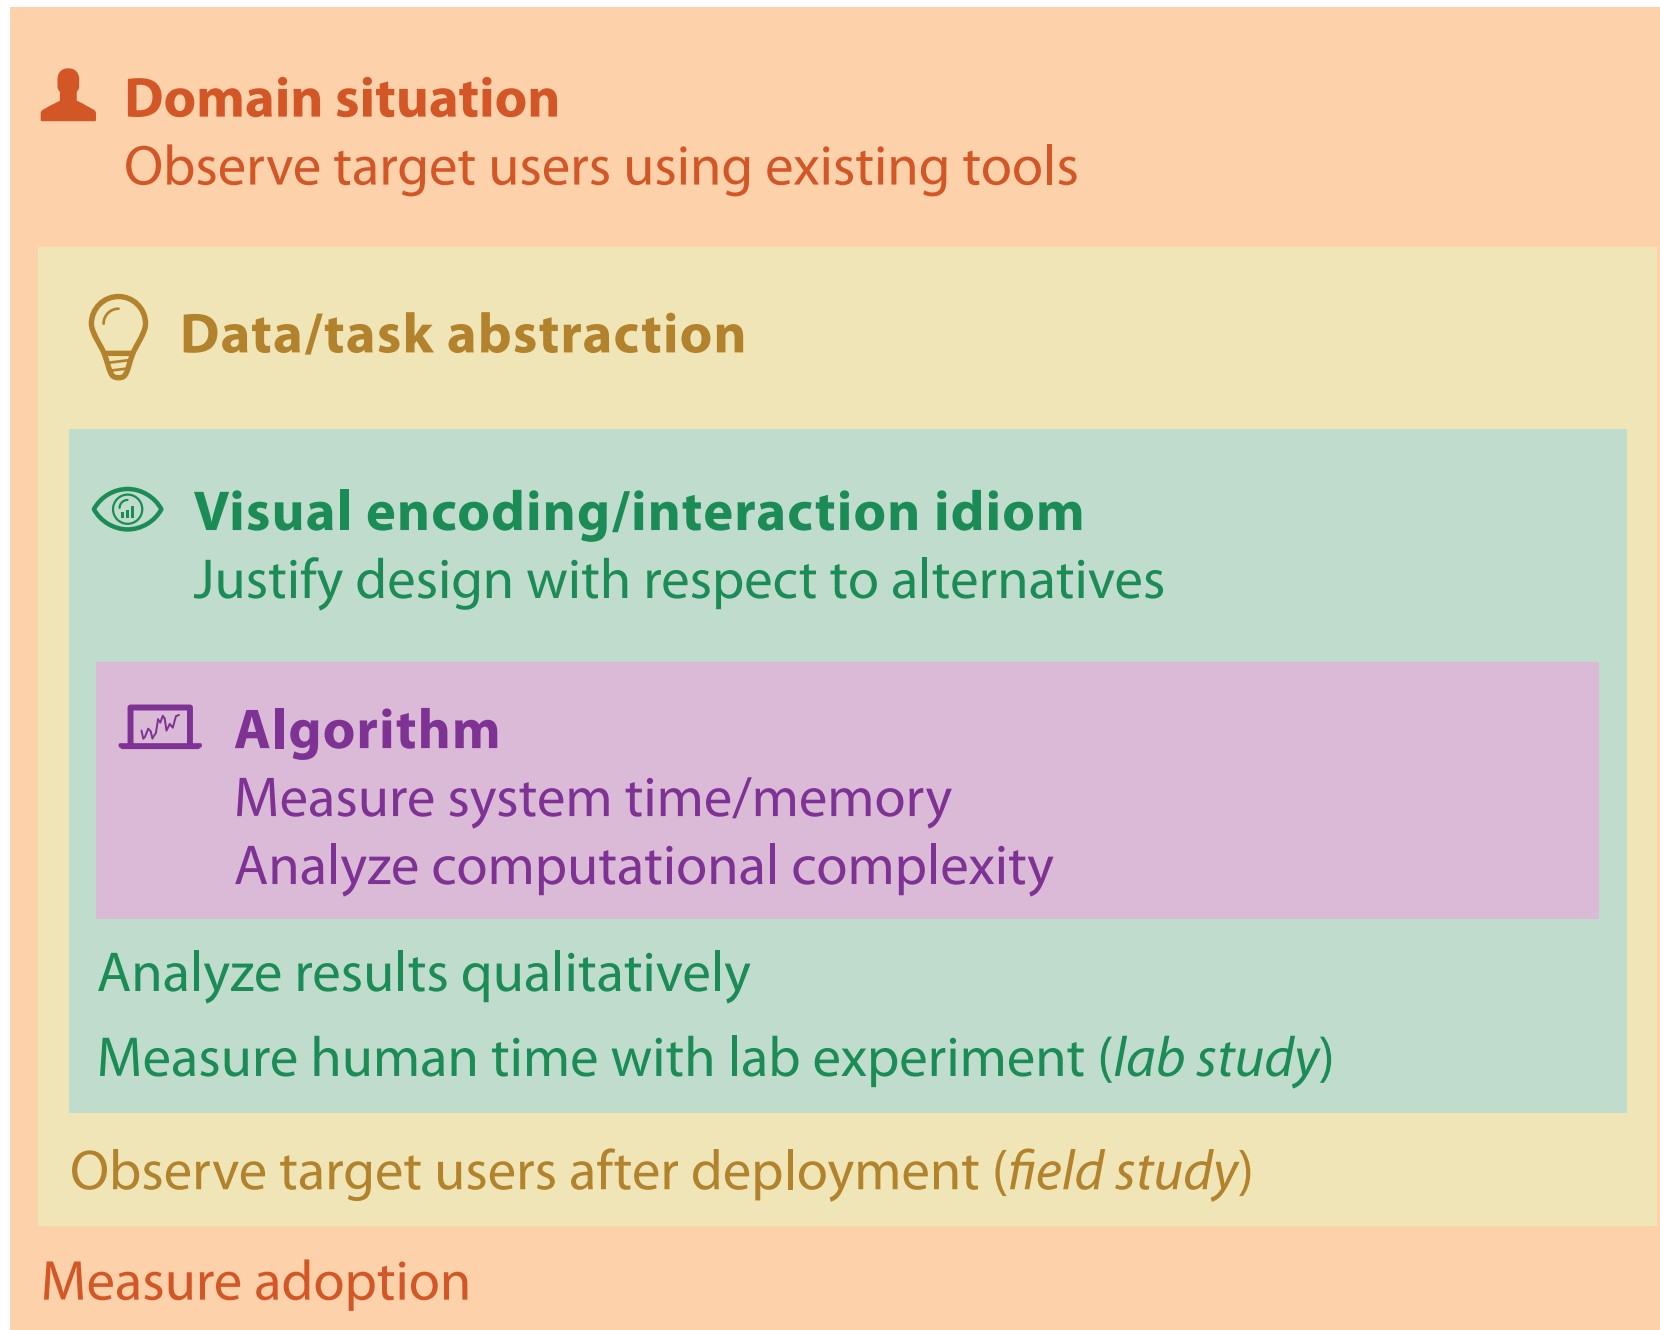 Domain situation
Observe target users using existing tools
Data/task abstraction
Visual encoding/interaction idiom
Justify design with respect to alternatives
Algorithm
Measure system time/memory
Analyze computational complexity
Analyze results qualitatively
Measure human time with lab experiment (lab study)
Observe target users after deployment (field study)
Measure adoption